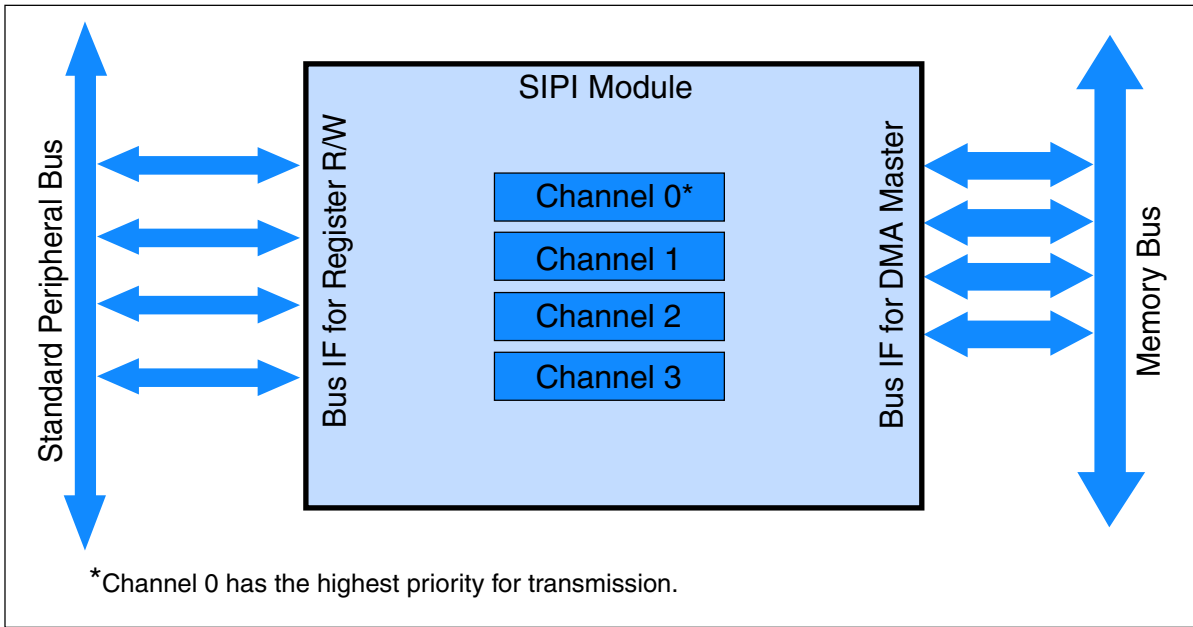 SIPI Module
Standard Peripheral Bus
Bus IF for Register R/W
Channel 0*
Channel 1
Channel 2
Channel 3
Bus IF for DMA Master
Memory Bus
*Channel 0 has the highest priority for transmission.